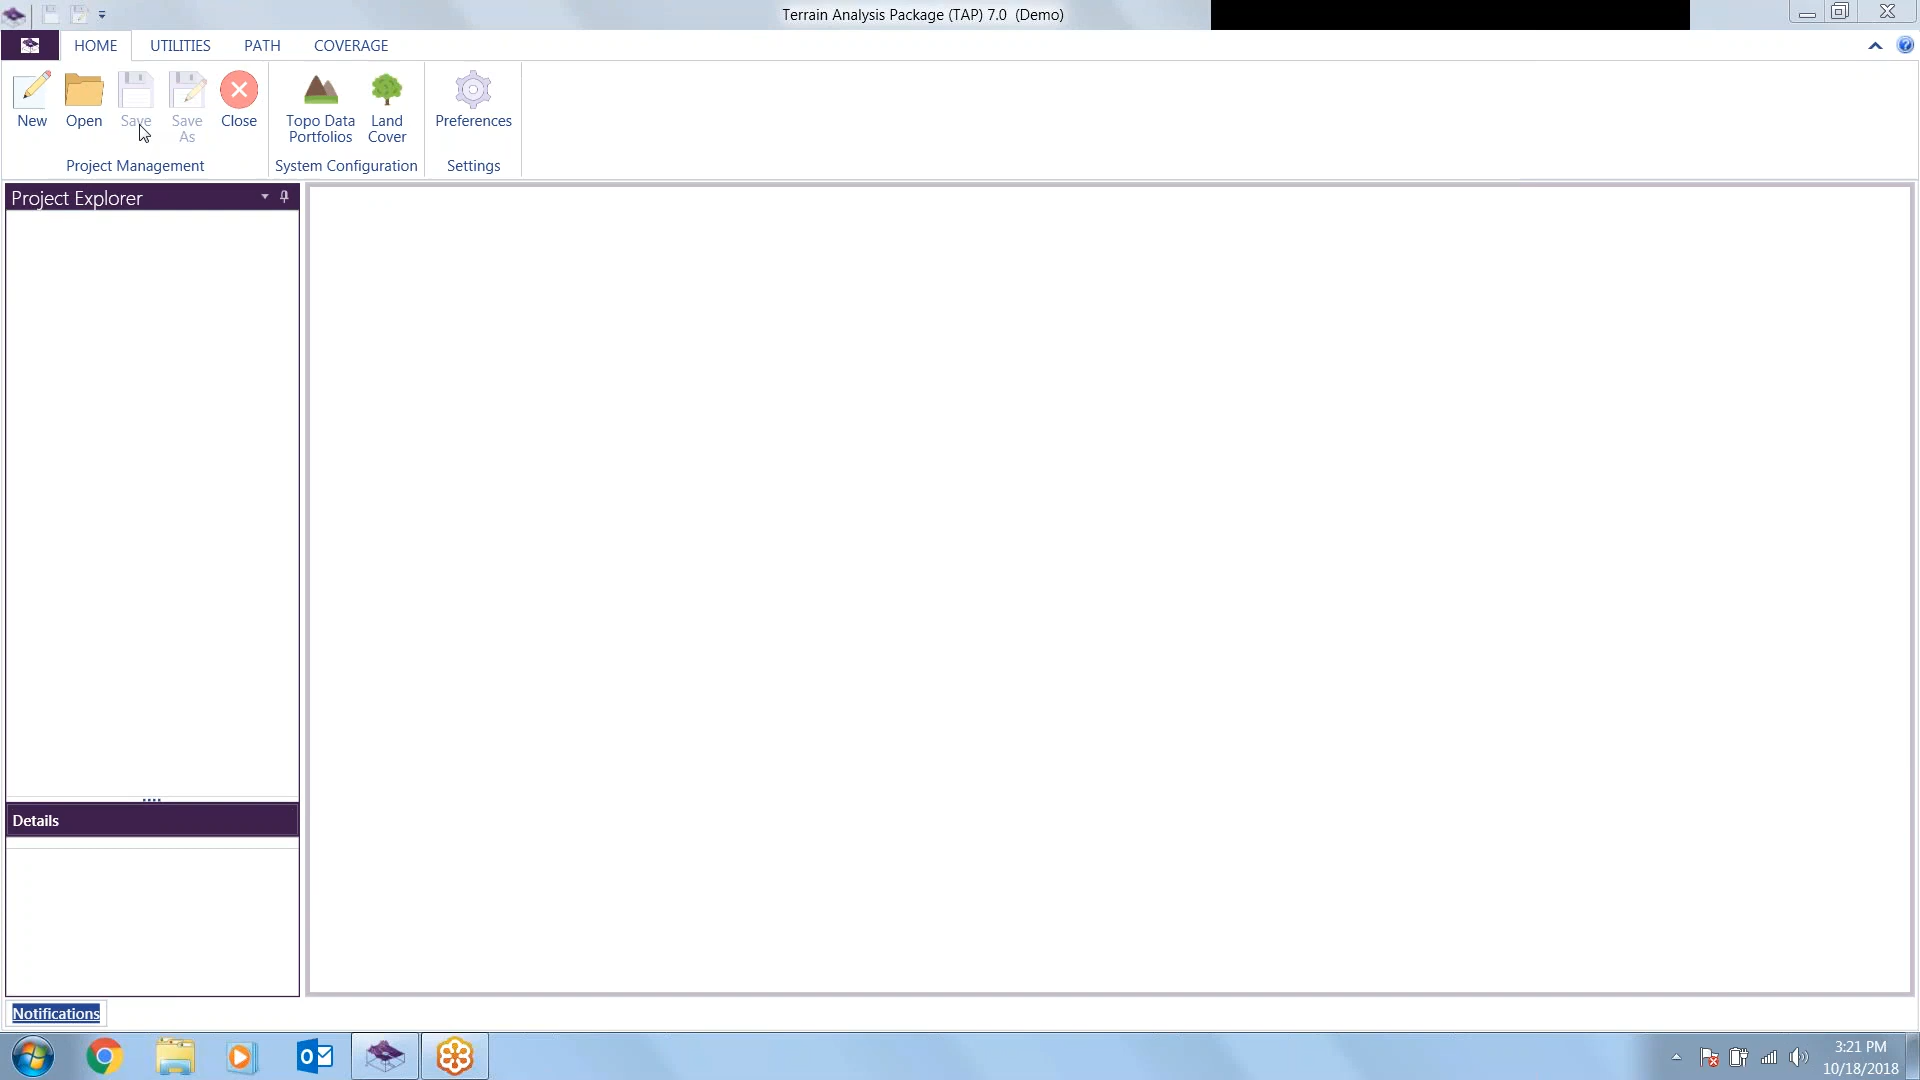 Terrain Analysis Package (TAP) 7.0 (Demo)
HOME UTILITIES PATH COVERAGE
New Open Save Save As Close Topo Data Portfolios Land Cover Preferences
Project Management System Configuration Settings
Project Explorer
Details
Notifications
3:21 PM
10/18/2018